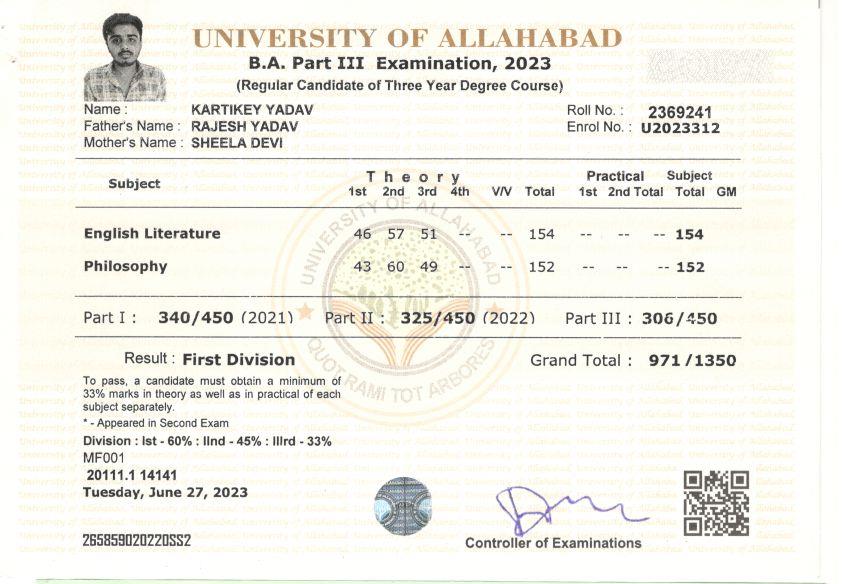 UNIVERSITY OF ALLAHABAD
B.A. Part III Examination, 2023
(Regular Candidate of Three Year Degree Course)
Name : KARTIKEY YADAV Roll No. : 2369241
Father's Name : RAJESH YADAV Enrol No. : U2023312
Mother's Name : SHEELA DEVI
Subject Theory Practical Subject
1st 2nd 3rd 4th V/V Total 1st 2nd Total Total GM
English Literature 46 57 51 -- -- 154 -- -- -- 154
Philosophy 43 60 49 -- -- 152 -- -- -- 152
Part I : 340/450 (2021) Part II : 325/450 (2022) Part III : 306/450
Result : First Division Grand Total : 971/1350
To pass, a candidate must obtain a minimum of
33% marks in theory as well as in practical of each
subject separately.
* - Appeared in Second Exam
Division : Ist - 60% : IInd - 45% : IIIrd - 33%
MF001
20111.1 14141
Tuesday, June 27, 2023
265859020220SS2
Controller of Examinations
UNIVERSITY OF ALLAHABAD
QUOT RAMI TOT ARBORES